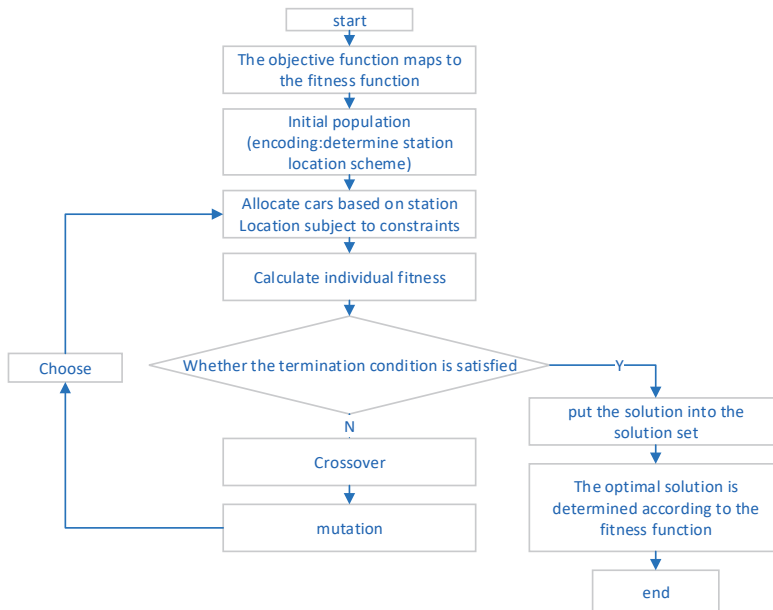 start
The objective function maps to
the fitness function
Initial population
(encoding:determine station
location scheme)
Allocate cars based on station
Location subject to constraints
Calculate individual fitness
Whether the termination condition is satisfied
Y
N
Choose
Crossover
mutation
put the solution into the
solution set
The optimal solution is
determined according to the
fitness function
end